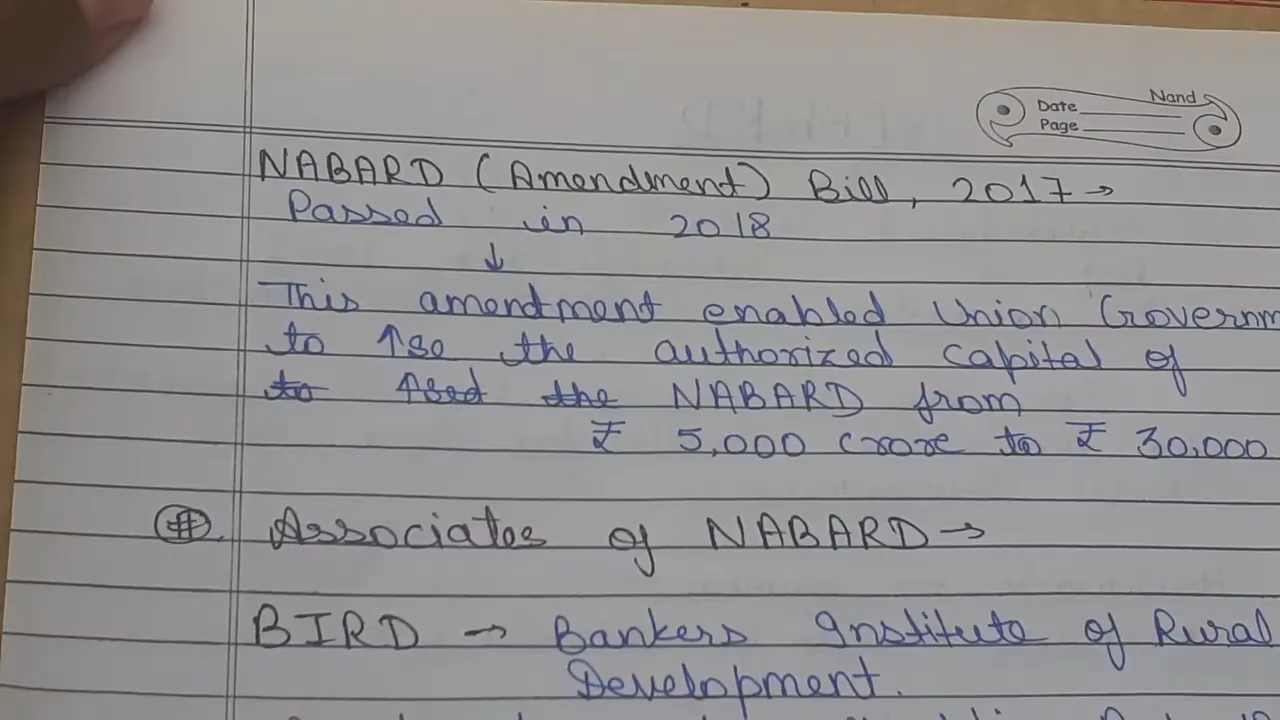 Nand
Date
Page
NABARD (Amendment) Bill, 2017 →
Passed in 2018
↓
This amendment enabled Union Governm
to ↑se the authorized capital of
to ↑sed the NABARD from
₹ 5,000 crore to ₹ 30,000
#. Associates of NABARD →
BIRD → Bankers Institute of Rural
Development.